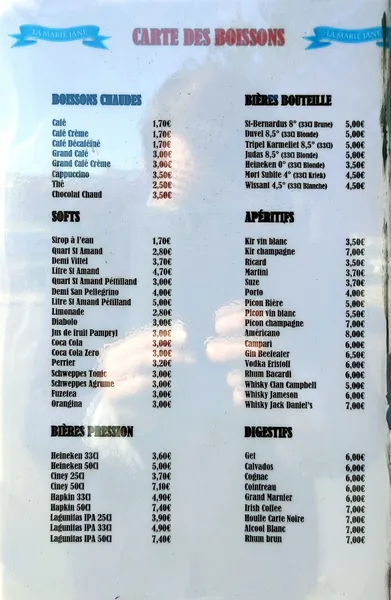 LA MARIE JANE
CARTE DES BOISSONS
LA MARIE JANE
BOISSONS CHAUDES
Café 1,70€
Café Crème 1,70€
Café Décaféiné 1,70€
Grand Café 3,00€
Grand Café Crème 3,00€
Cappuccino 3,50€
Thé 2,50€
Chocolat Chaud 3,50€
SOFTS
Sirop à l'eau 1,70€
Quart St Amand 2,80€
Demi Vittel 3,70€
Litre St Amand 4,70€
Quart St Amand Pétilland 3,00€
Demi San Pellegrino 4,00€
Litre St Amand Pétilland 5,00€
Limonade 2,80€
Diabolo 3,00€
Jus de fruit Pampryl 3,00€
Coca Cola 3,00€
Coca Cola Zero 3,00€
Perrier 3,20€
Schweppes Tonic 3,00€
Schweppes Agrume 3,00€
Fuzetea 3,00€
Orangina 3,00€
BIÈRES PRESSION
Heineken 33Cl 3,60€
Heineken 50Cl 5,00€
Ciney 25Cl 3,70€
Ciney 50Cl 7,10€
Hapkin 33Cl 4,90€
Hapkin 50Cl 7,40€
Lagunitas IPA 25Cl 3,90€
Lagunitas IPA 33Cl 4,90€
Lagunitas IPA 50Cl 7,40€
BIÈRES BOUTEILLE
St-Bernardus 8° (33Cl Brune) 5,00€
Duvel 8,5° (33Cl Blonde) 5,00€
Tripel Karmeliet 8,5° (33Cl) 5,00€
Judas 8,5° (33Cl Blonde) 5,00€
Heineken 0° (33Cl Blonde) 3,50€
Mort Subite 4° (33Cl Kriek) 4,50€
Wissant 4,5° (33Cl Blanche) 4,50€
APÉRITIFS
Kir vin blanc 3,50€
Kir champagne 7,00€
Ricard 3,50€
Martini 3,70€
Suze 3,70€
Porto 4,00€
Picon Bière 5,00€
Picon vin blanc 5,50€
Picon champagne 7,00€
Américano 8,00€
Campari 6,00€
Gin Beefeater 6,50€
Vodka Eristoff 6,00€
Rhum Bacardi 6,00€
Whisky Clan Campbell 5,00€
Whisky Jameson 6,00€
Whisky Jack Daniel's 7,00€
DIGESTIFS
Get 6,00€
Calvados 6,00€
Cognac 6,00€
Cointreau 6,00€
Grand Marnier 6,00€
Irish Coffee 7,00€
Houlle Carte Noire 7,00€
Alcool Blanc 7,00€
Rhum brun 7,00€